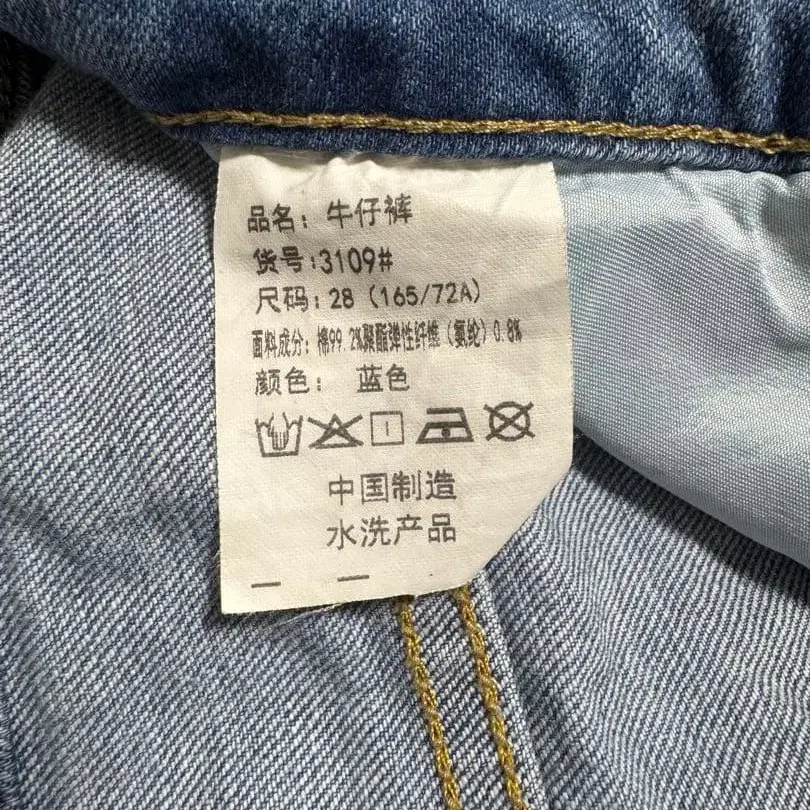 品名：牛仔裤
货号:3109#
尺码：28（165/72A）
面料成分：棉99.2%聚酯弹性纤维（氨纶）0.8%
颜色： 蓝色
中国制造
水洗产品